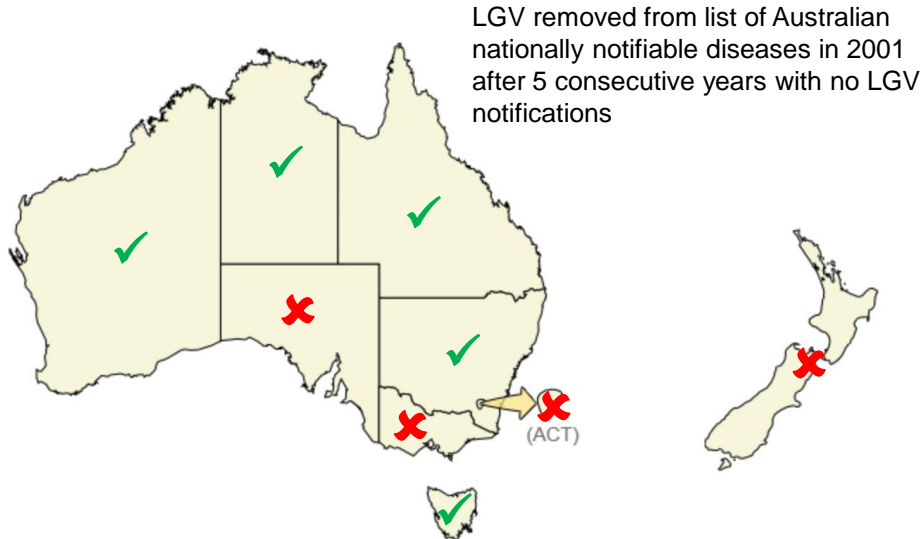 LGV removed from list of Australian
nationally notifiable diseases in 2001
after 5 consecutive years with no LGV
notifications
(ACT)